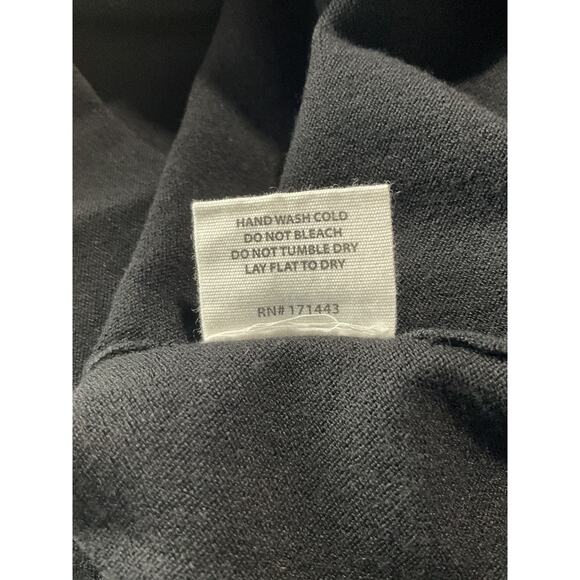 HAND WASH COLD
DO NOT BLEACH
DO NOT TUMBLE DRY
LAY FLAT TO DRY
RN# 171443